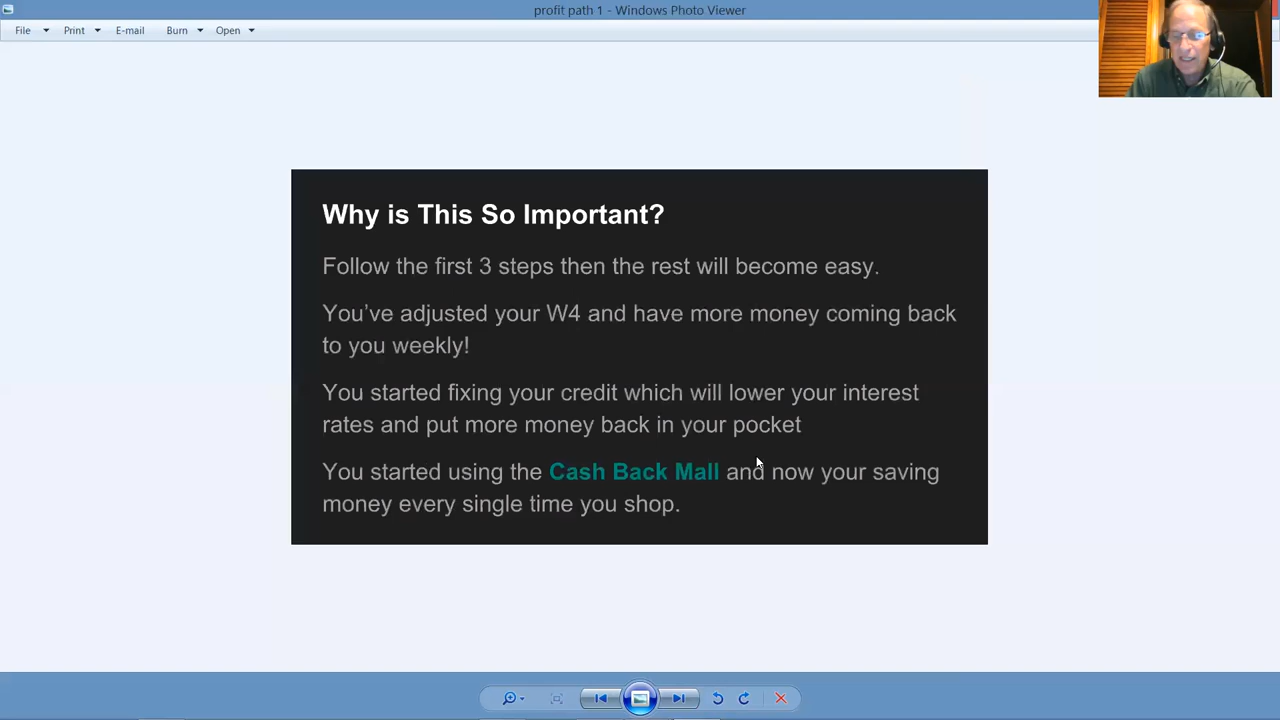 profit path 1 - Windows Photo Viewer
File Print E-mail Burn Open
Why is This So Important?
Follow the first 3 steps then the rest will become easy.
You’ve adjusted your W4 and have more money coming back
to you weekly!
You started fixing your credit which will lower your interest
rates and put more money back in your pocket
You started using the Cash Back Mall and now your saving
money every single time you shop.